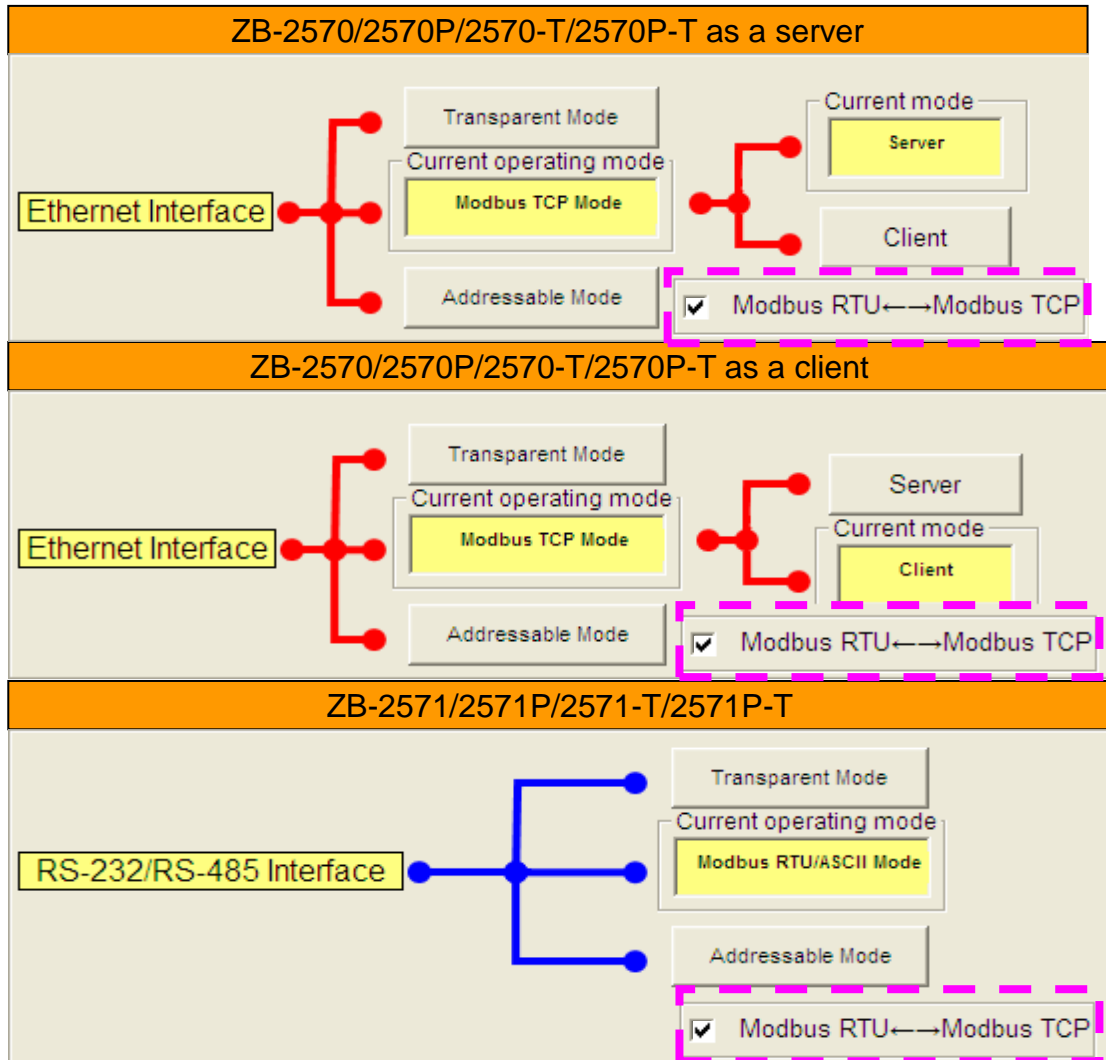 ZB-2570/2570P/2570-T/2570P-T as a server
Transparent Mode
Current operating mode
Modbus TCP Mode
Ethernet Interface
Addressable Mode
Current mode
Server
Client
Modbus RTU←→Modbus TCP
ZB-2570/2570P/2570-T/2570P-T as a client
Transparent Mode
Current operating mode
Modbus TCP Mode
Ethernet Interface
Addressable Mode
Server
Current mode
Client
Modbus RTU←→Modbus TCP
ZB-2571/2571P/2571-T/2571P-T
Transparent Mode
Current operating mode
Modbus RTU/ASCII Mode
RS-232/RS-485 Interface
Addressable Mode
Modbus RTU←→Modbus TCP